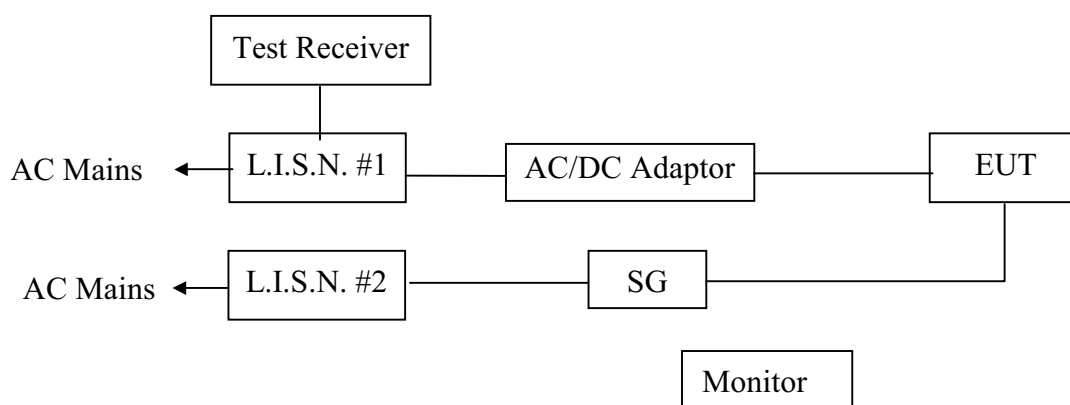 Test Receiver
AC Mains
L.I.S.N. #1
AC/DC Adaptor
EUT
AC Mains
L.I.S.N. #2
SG
Monitor